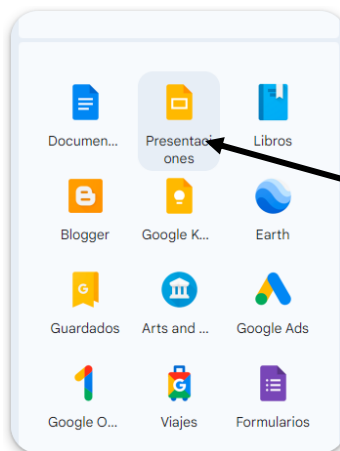 Documen...
Presentaci
ones
Libros
Blogger
Google K...
Earth
G
Guardados
Arts and ...
Google Ads
Google O...
G
Viajes
Formularios